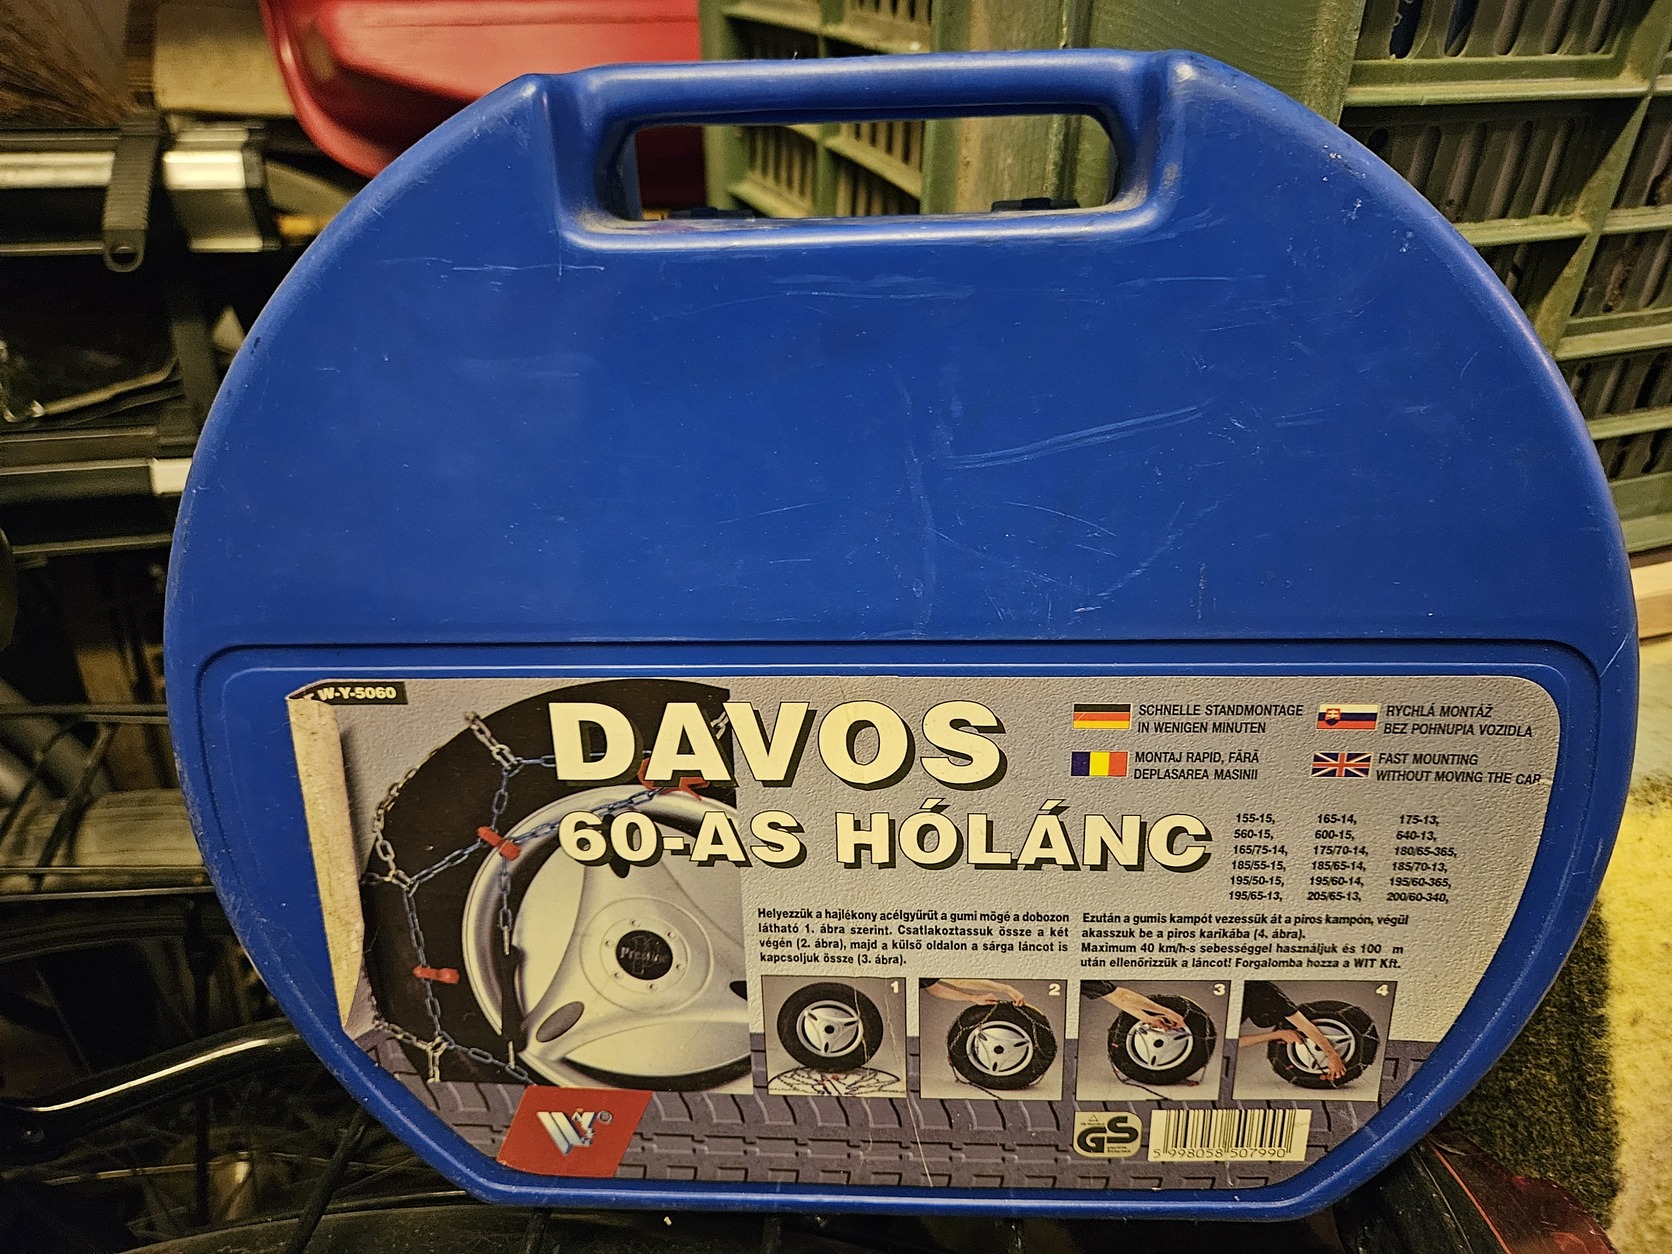 W-Y-5060
DAVOS
60-AS HÓLÁNC
SCHNELLE STANDMONTAGE
IN WENIGEN MINUTEN
RYCHLÁ MONTÁŽ
BEZ POHNUPIA VOZIDLA
MONTAJ RAPID, FĂRĂ
DEPLASAREA MASINII
FAST MOUNTING
WITHOUT MOVING THE CAR
155-15, 165-14, 175-13,
560-15, 600-15, 640-13,
165/75-14, 175/70-14, 180/65-365,
185/55-15, 185/65-14, 185/70-13,
195/50-15, 195/60-14, 195/60-365,
195/65-13, 205/65-13, 200/60-340,
Helyezzük a hajlékony acélgyűrűt a gumi mögé a dobozon
látható 1. ábra szerint. Csatlakoztassuk össze a két
végén (2. ábra), majd a külső oldalon a sárga láncot is
kapcsoljuk össze (3. ábra).
Ezután a gumis kampót vezessük át a piros kampón, végül
akasszuk be a piros karikába (4. ábra).
Maximum 40 km/h-s sebességgel használjuk és 100 m
után ellenőrizzük a láncot! Forgalomba hozza a WIT Kft.
Prestige
1
2
3
4
W ®
GS
5 998058 507990